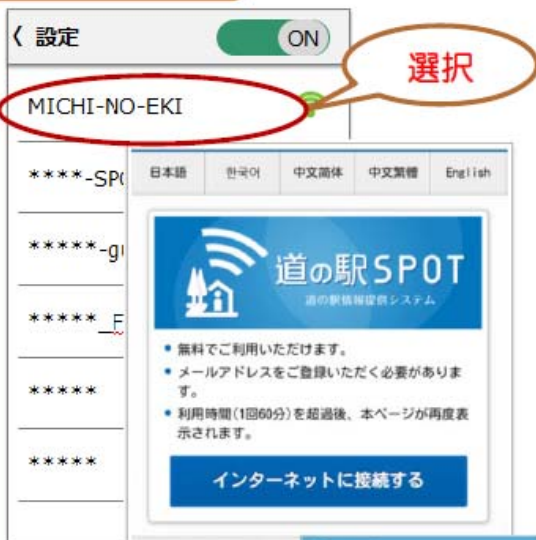 設定
ON
選択
MICHI-NO-EKI
****-SP
*****-g
*****_F
*****
*****
日本語
한국어
中文简体
中文繁體
English
道の駅SPOT
道の駅情報提供システム
• 無料でご利用いただけます。
• メールアドレスをご登録いただく必要がありま
す。
• 利用時間(1回60分)を超過後、本ページが再度表
示されます。
インターネットに接続する